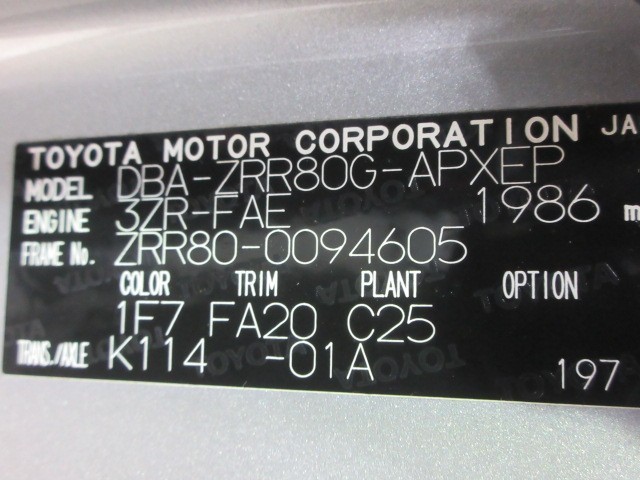 TOYOTA MOTOR CORPORATION JA
MODEL DBA-ZRR80G-APXEP
ENGINE 3ZR-FAE 1986 m
FRAME No. ZRR80-0094605
COLOR TRIM PLANT OPTION
1F7 FA20 C25
TRANS./AXLE K114 -01A
197